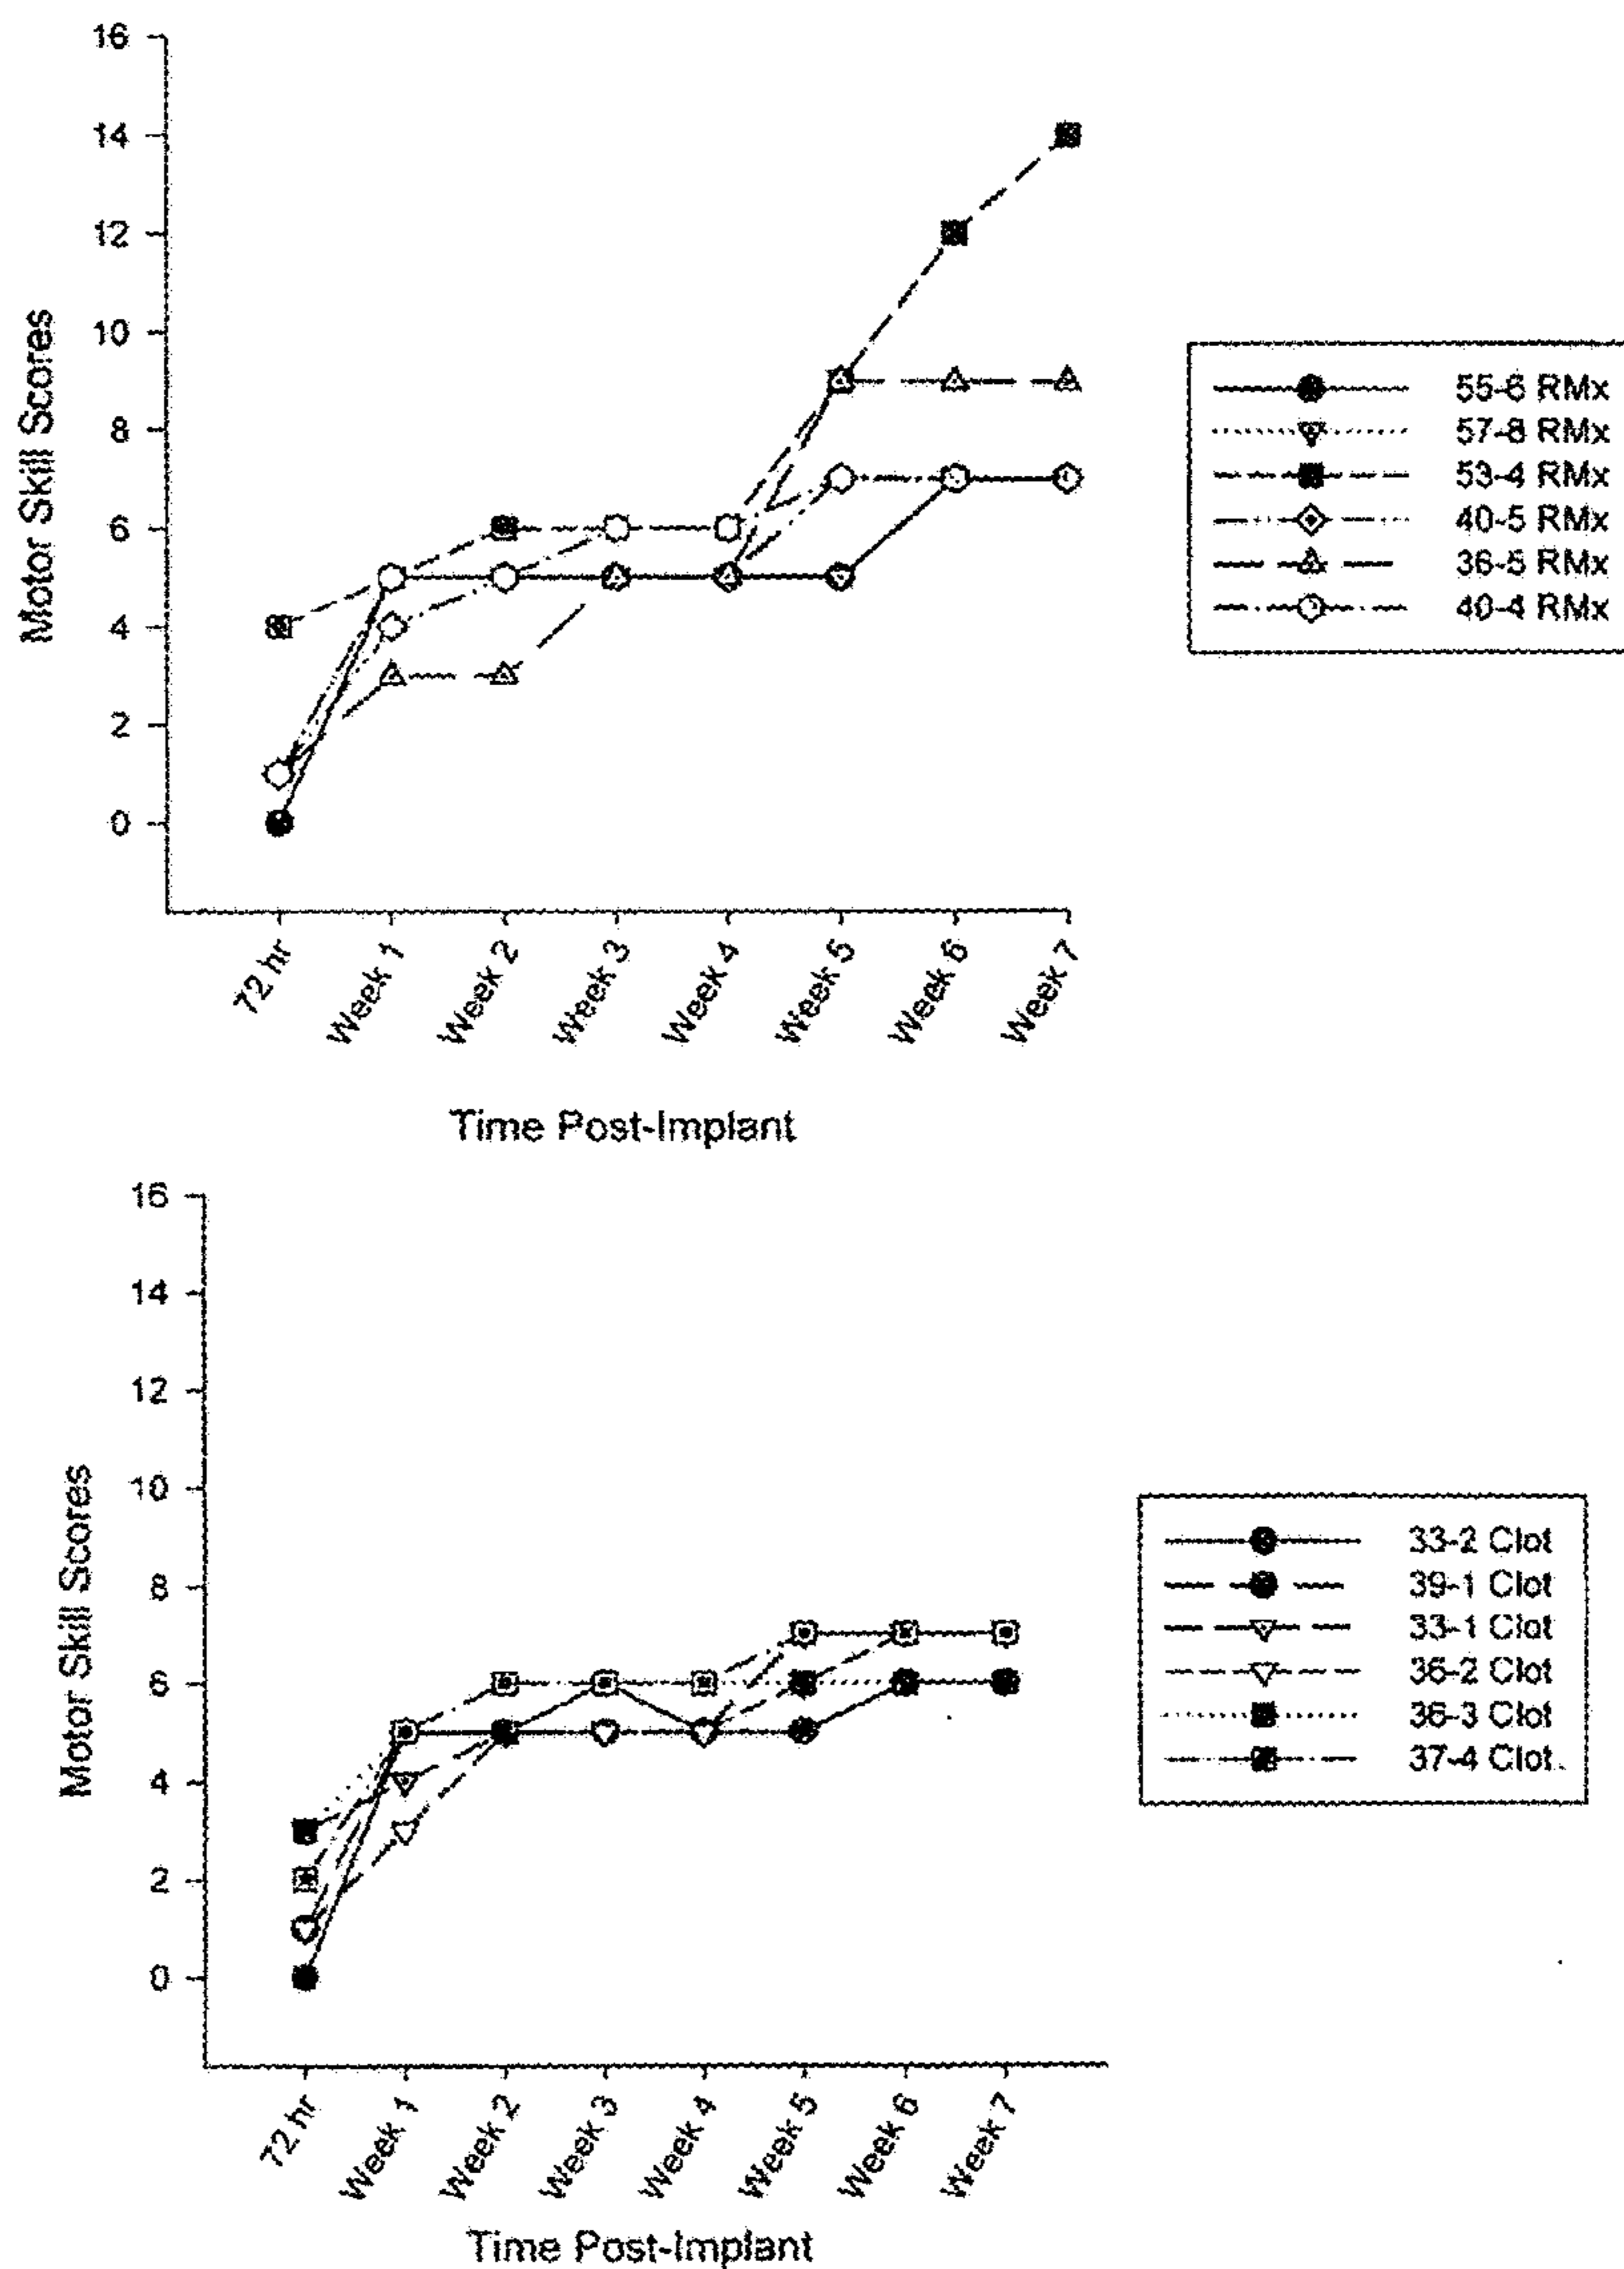 16
14
12
10
8
6
4
2
0
Motor Skill Scores
72 hr
Week 1
Week 2
Week 3
Week 4
Week 5
Week 6
Week 7
Time Post-Implant
55-6 RMx
57-8 RMx
53-4 RMx
40-5 RMx
36-5 RMx
40-4 RMx
16
14
12
10
8
6
4
2
0
Motor Skill Scores
72 hr
Week 1
Week 2
Week 3
Week 4
Week 5
Week 6
Week 7
Time Post-Implant
33-2 Clot
39-1 Clot
33-1 Clot
36-2 Clot
36-3 Clot
37-4 Clot